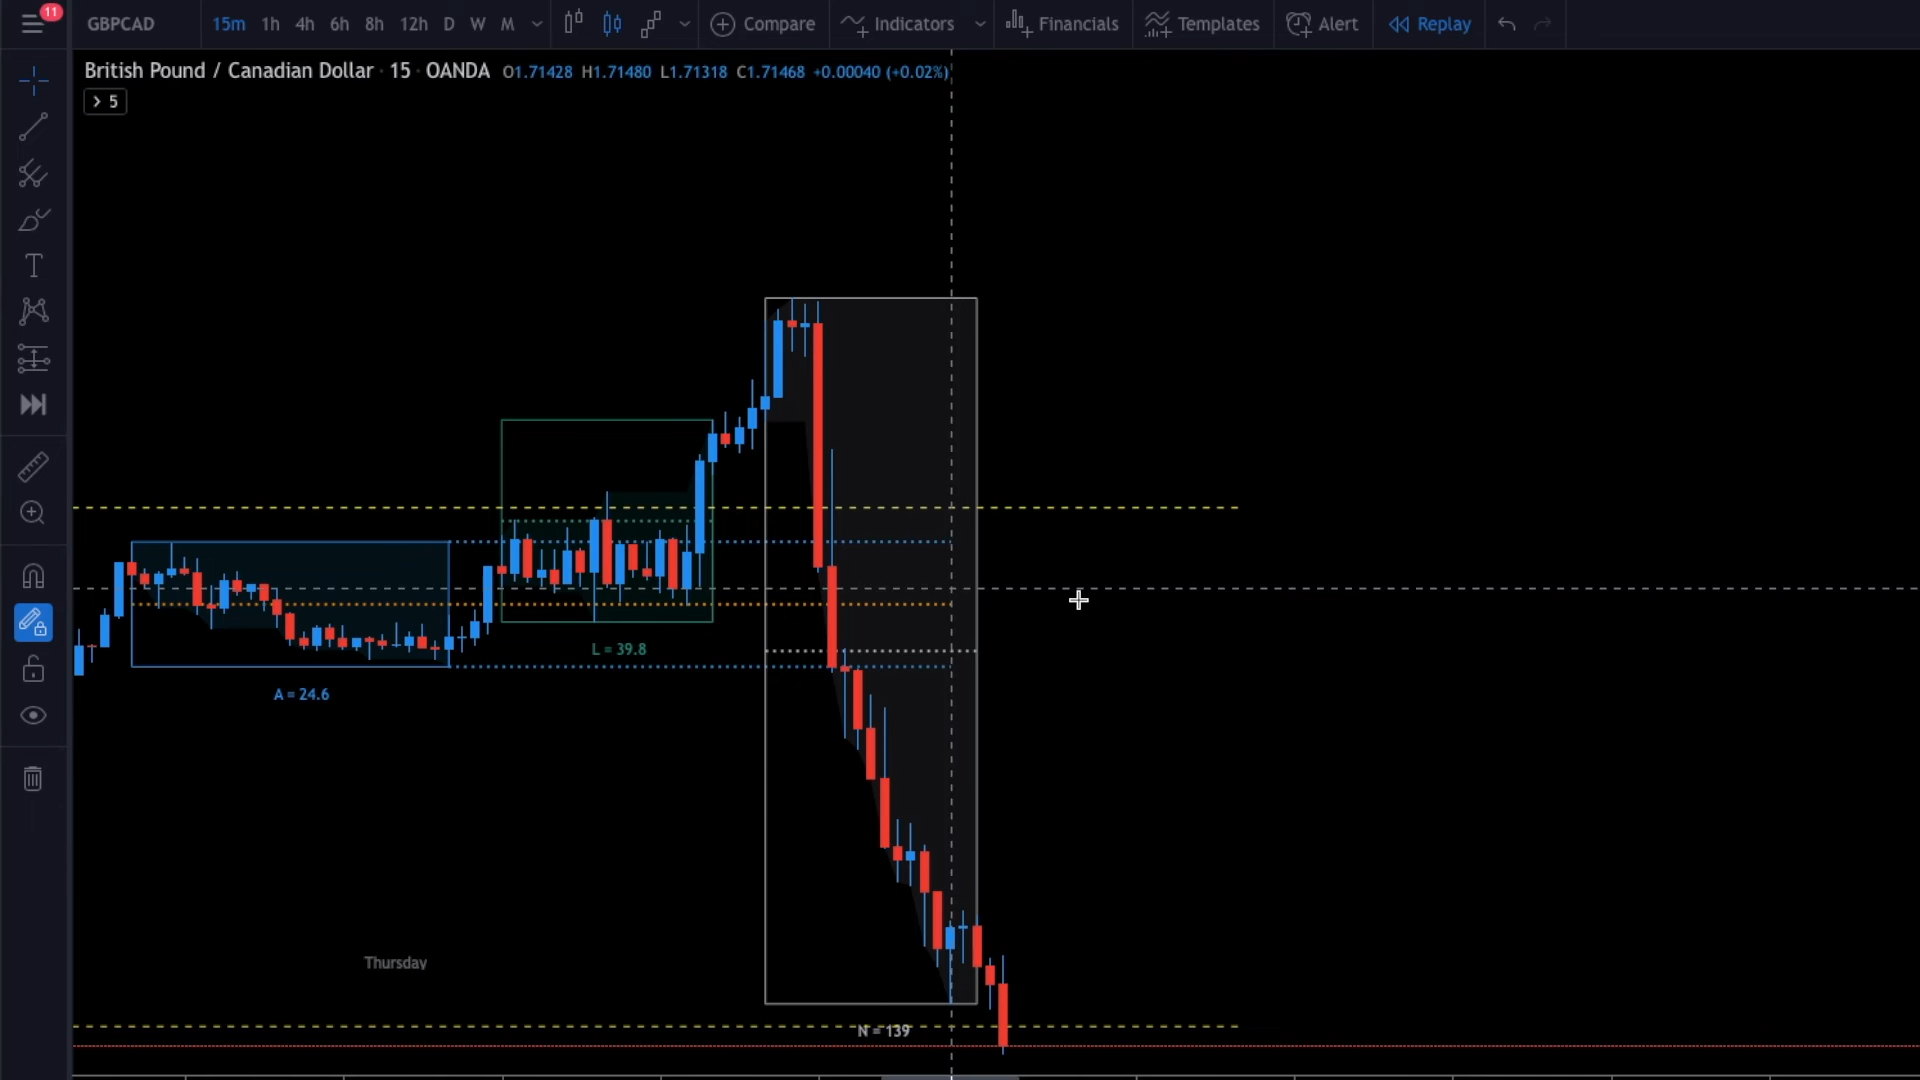 11
GBPCAD 15m 1h 4h 6h 8h 12h D W M Compare Indicators Financials Templates Alert Replay
British Pound / Canadian Dollar · 15 · OANDA O1.71428 H1.71480 L1.71318 C1.71468 +0.00040 (+0.02%)
5
L = 39.8
A = 24.6
Thursday
N = 139